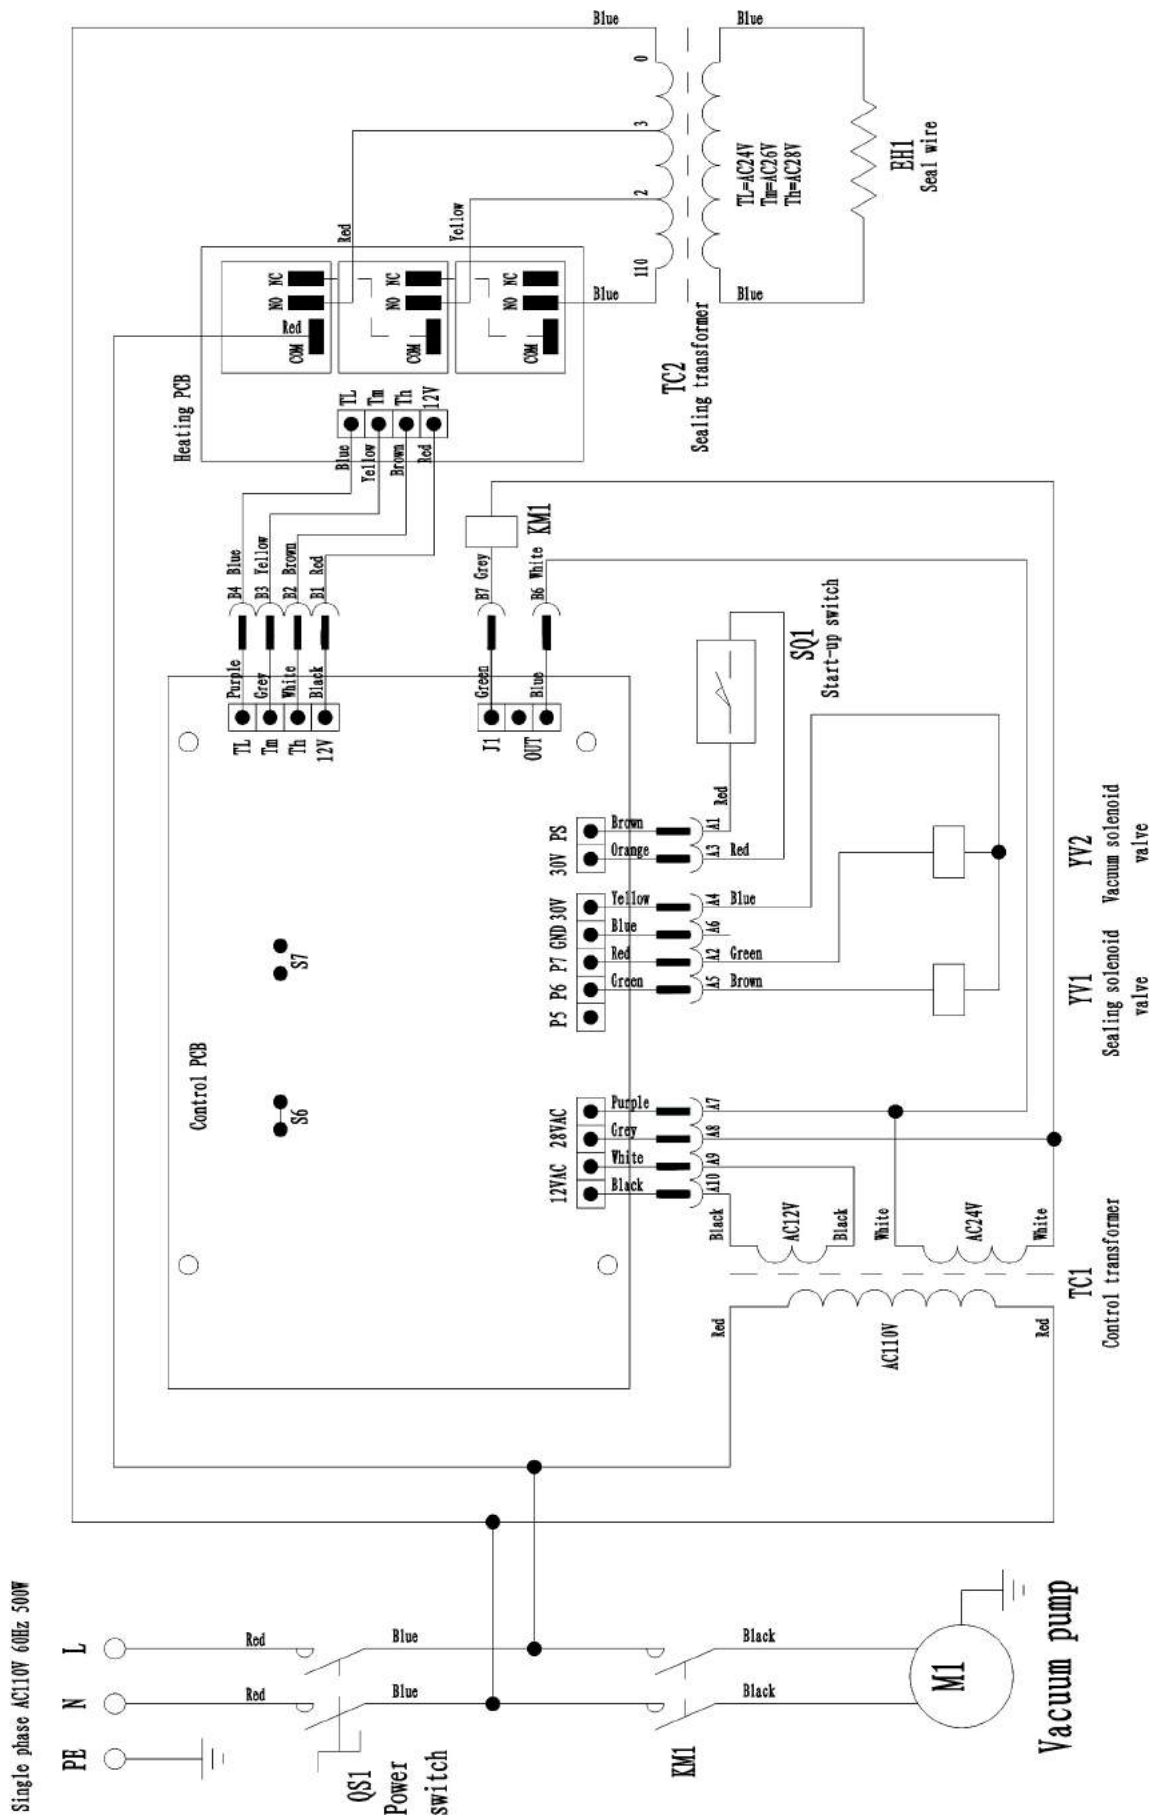 Single phase AC110V 60Hz 500W
L
N
PE
Red
Red
Blue
Blue
QS1
Power
switch
KM1
Black
Black
M1
Vacuum pump
Control PCB
S6
S7
TL
Tm
Th
12V
Purple
Grey
White
Black
B4 Blue
B3 Yellow
B2 Brown
B1 Red
J1
OUT
Green
Blue
B7 Grey
B6 White
KM1
Heating PCB
Blue
Yellow
Brown
Red
TL
Tm
Th
12V
COM
NO
NC
Red
COM
NO
NC
COM
NO
NC
Red
Yellow
Blue
Blue
0
3
2
110
Blue
Blue
TL=AC24V
Tm=AC26V
Th=AC28V
TC2
Sealing transformer
EH1
Seal wire
PS
30V
Brown
Orange
A1
A3
Red
Red
SQ1
Start-up switch
30V
GND
P7
P6
P5
Yellow
Blue
Red
Green
A4
A6
A2
A5
Blue
Green
Brown
YV2
Vacuum solenoid
valve
YV1
Sealing solenoid
valve
28VAC
12VAC
Purple
Grey
White
Black
A7
A8
A9
A10
Black
Black
White
White
AC12V
AC24V
AC110V
Red
Red
TC1
Control transformer